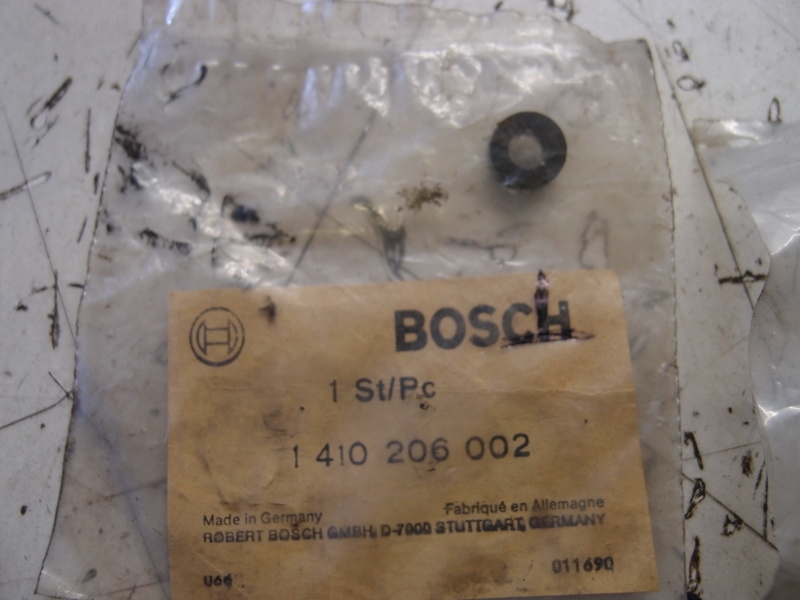 BOSCH
1 St/Pc
1 410 206 002
Made in Germany Fabriqué en Allemagne
ROBERT BOSCH GMBH, D-7000 STUTTGART, GERMANY
066 011690